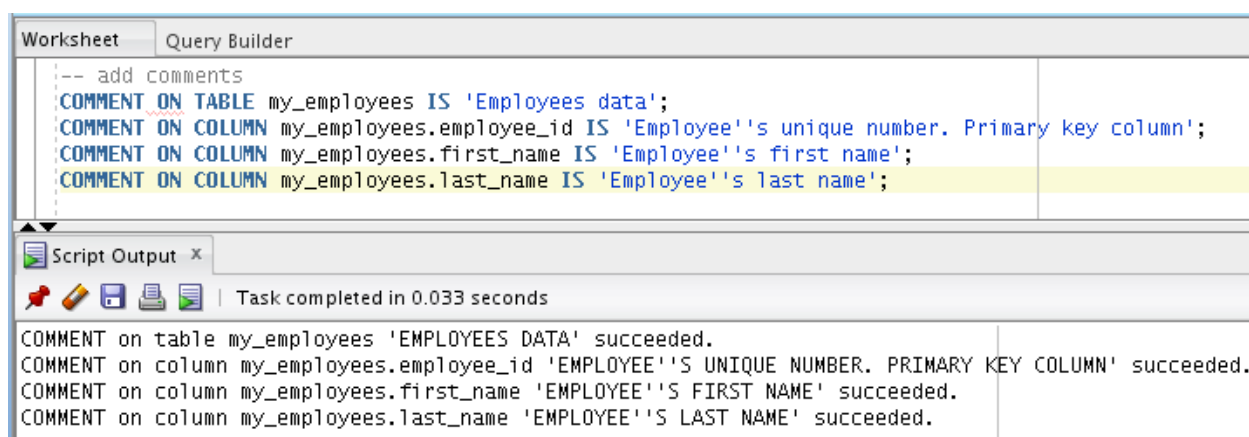 Worksheet Query Builder
-- add comments
COMMENT ON TABLE my_employees IS 'Employees data';
COMMENT ON COLUMN my_employees.employee_id IS 'Employee''s unique number. Primary key column';
COMMENT ON COLUMN my_employees.first_name IS 'Employee''s first name';
COMMENT ON COLUMN my_employees.last_name IS 'Employee''s last name';
Script Output x
Task completed in 0.033 seconds
COMMENT on table my_employees 'EMPLOYEES DATA' succeeded.
COMMENT on column my_employees.employee_id 'EMPLOYEE''S UNIQUE NUMBER. PRIMARY KEY COLUMN' succeeded.
COMMENT on column my_employees.first_name 'EMPLOYEE''S FIRST NAME' succeeded.
COMMENT on column my_employees.last_name 'EMPLOYEE''S LAST NAME' succeeded.